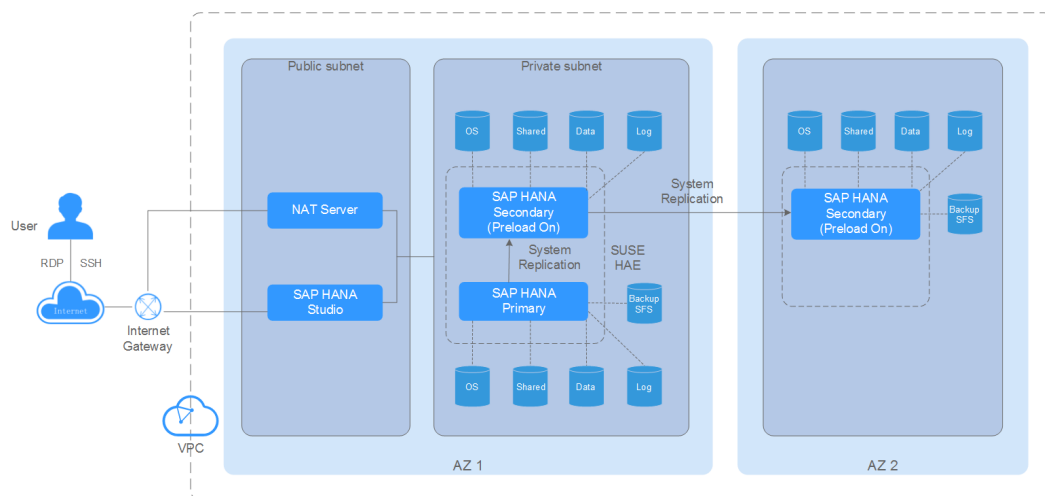 Public subnet
Private subnet
OS
Shared
Data
Log
OS
Shared
Data
Log
User
NAT Server
SAP HANA
Secondary
(Preload On)
System
Replication
SAP HANA
Secondary
(Preload On)
Backup
SFS
RDP
SSH
System
Replication
SUSE
HAE
Internet
SAP HANA
Studio
SAP HANA
Primary
Backup
SFS
Internet
Gateway
OS
Shared
Data
Log
VPC
AZ 1
AZ 2